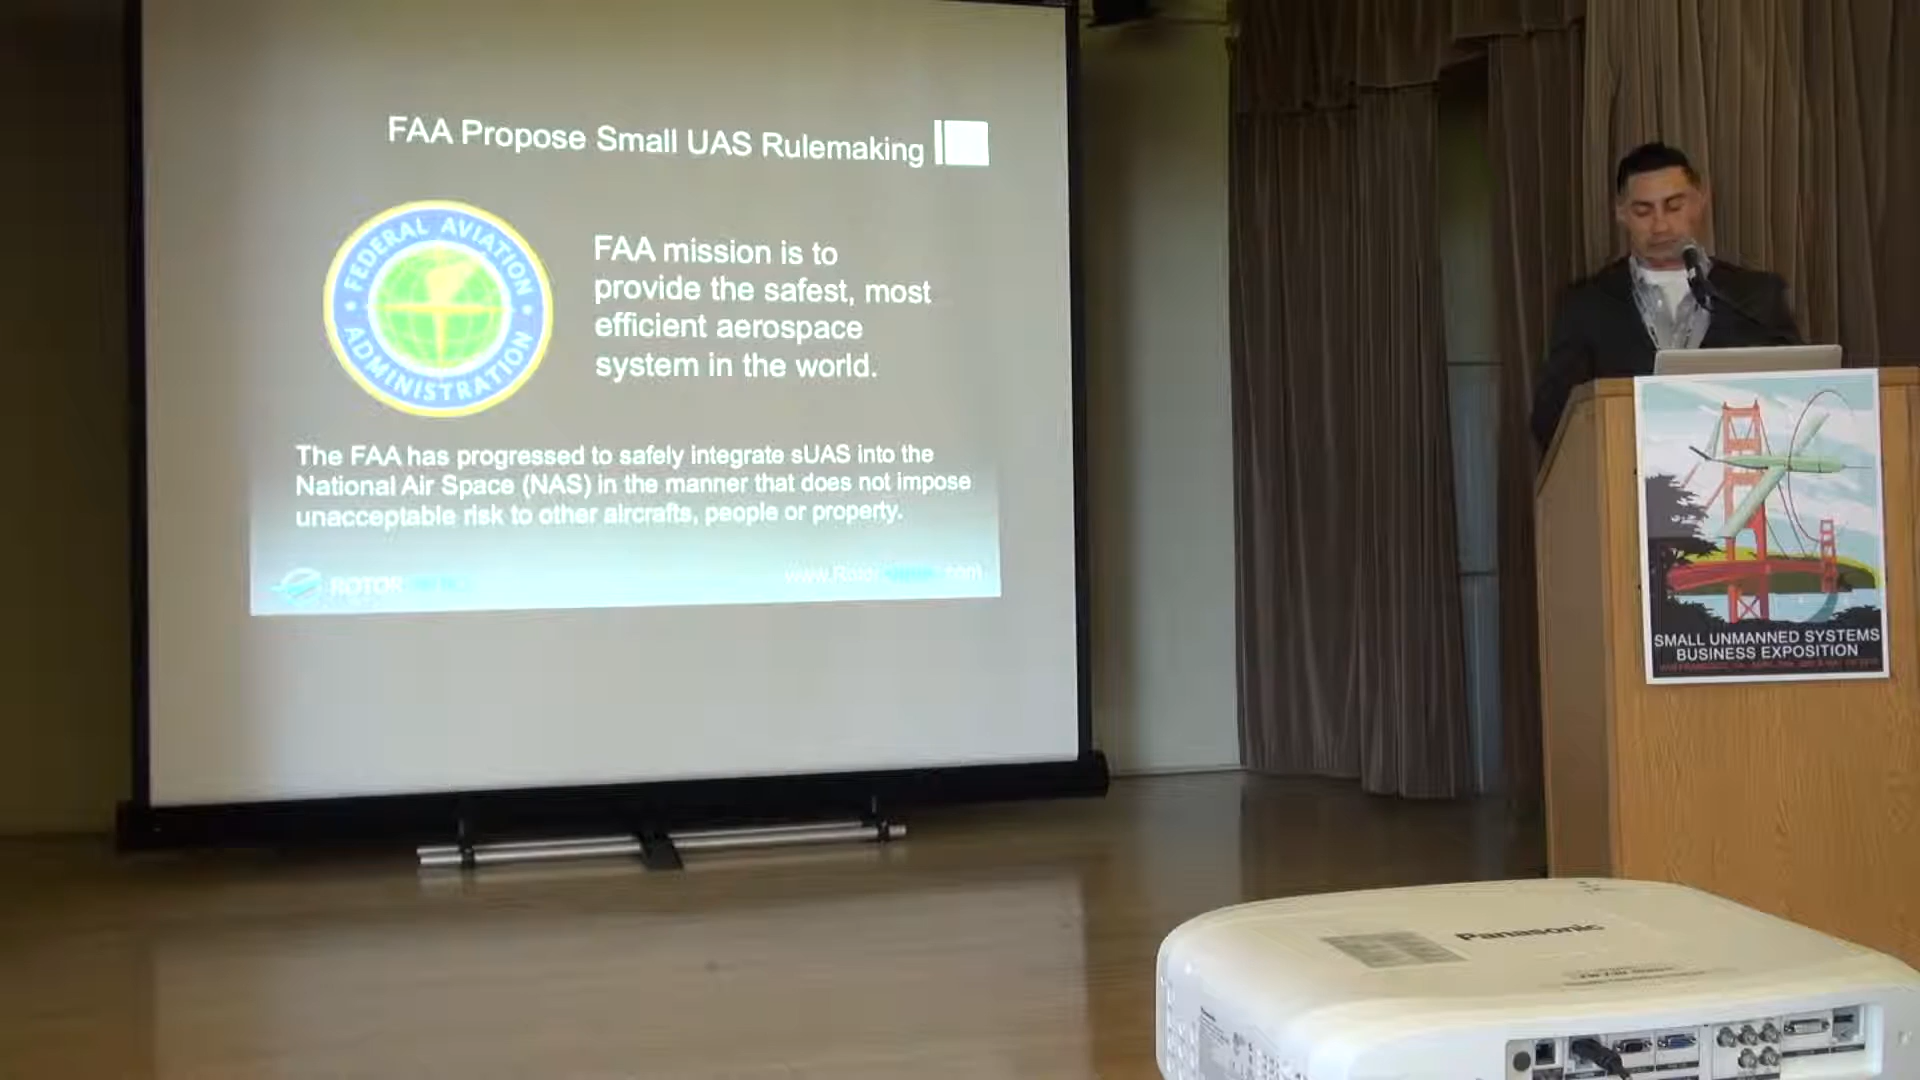 FAA Propose Small UAS Rulemaking
FEDERAL AVIATION
ADMINISTRATION
FAA mission is to
provide the safest, most
efficient aerospace
system in the world.
The FAA has progressed to safely integrate sUAS into the
National Air Space (NAS) in the manner that does not impose
unacceptable risk to other aircrafts, people or property.
ROTOR
SMALL UNMANNED SYSTEMS
BUSINESS EXPOSITION
Panasonic